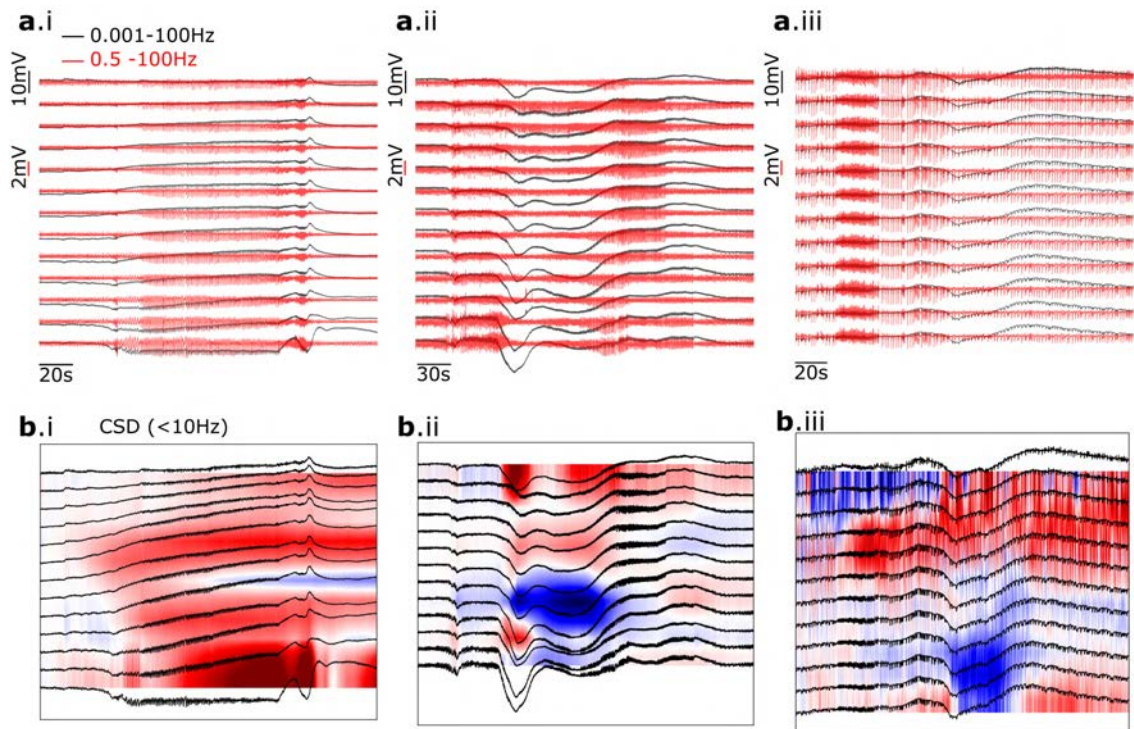 a.i
a.ii
a.iii
0.001-100Hz
0.5 -100Hz
10mV
10mV
10mV
2mV
2mV
2mV
20s
30s
20s
b.i
CSD (<10Hz)
b.ii
b.iii